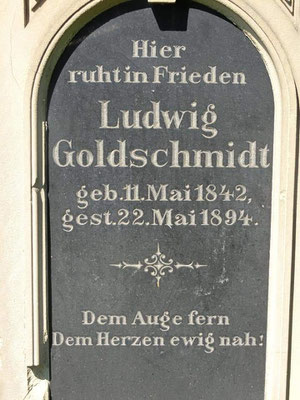 Hier
ruht in Frieden
Ludwig
Goldschmidt
geb. 11. Mai 1842,
gest. 22. Mai 1894.
Dem Auge fern
Dem Herzen ewig nah!